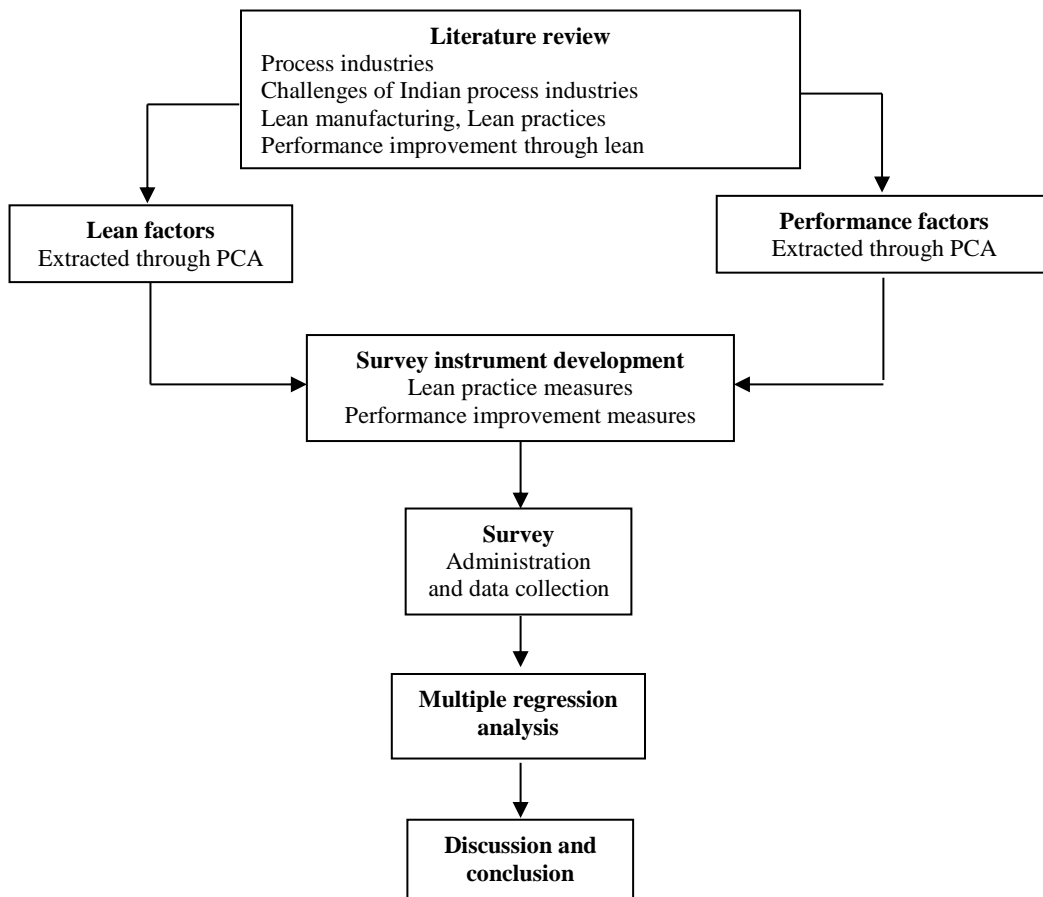 Literature review
Process industries
Challenges of Indian process industries
Lean manufacturing, Lean practices
Performance improvement through lean
Lean factors
Extracted through PCA
Performance factors
Extracted through PCA
Survey instrument development
Lean practice measures
Performance improvement measures
Survey
Administration
and data collection
Multiple regression
analysis
Discussion and
conclusion